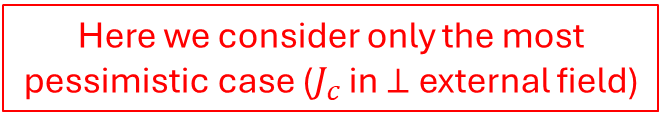 Here we consider only the most
pessimistic case (J_c in ⊥ external field)